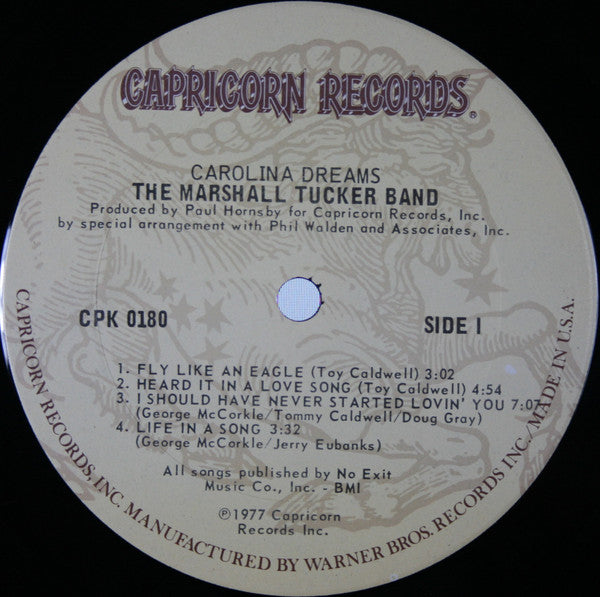 CAPRICORN RECORDS®
CAROLINA DREAMS
THE MARSHALL TUCKER BAND
Produced by Paul Hornsby for Capricorn Records, Inc.
by special arrangement with Phil Walden and Associates, Inc.
CPK 0180
SIDE I
1. FLY LIKE AN EAGLE (Toy Caldwell) 3:02
2. HEARD IT IN A LOVE SONG (Toy Caldwell) 4:54
3. I SHOULD HAVE NEVER STARTED LOVIN' YOU 7:07
(George McCorkle/Tommy Caldwell/Doug Gray)
4. LIFE IN A SONG 3:32
(George McCorkle/Jerry Eubanks)
All songs published by No Exit
Music Co., Inc. - BMI
℗1977 Capricorn
Records Inc.
CAPRICORN RECORDS, INC. MANUFACTURED BY WARNER BROS. RECORDS INC./MADE IN U.S.A.